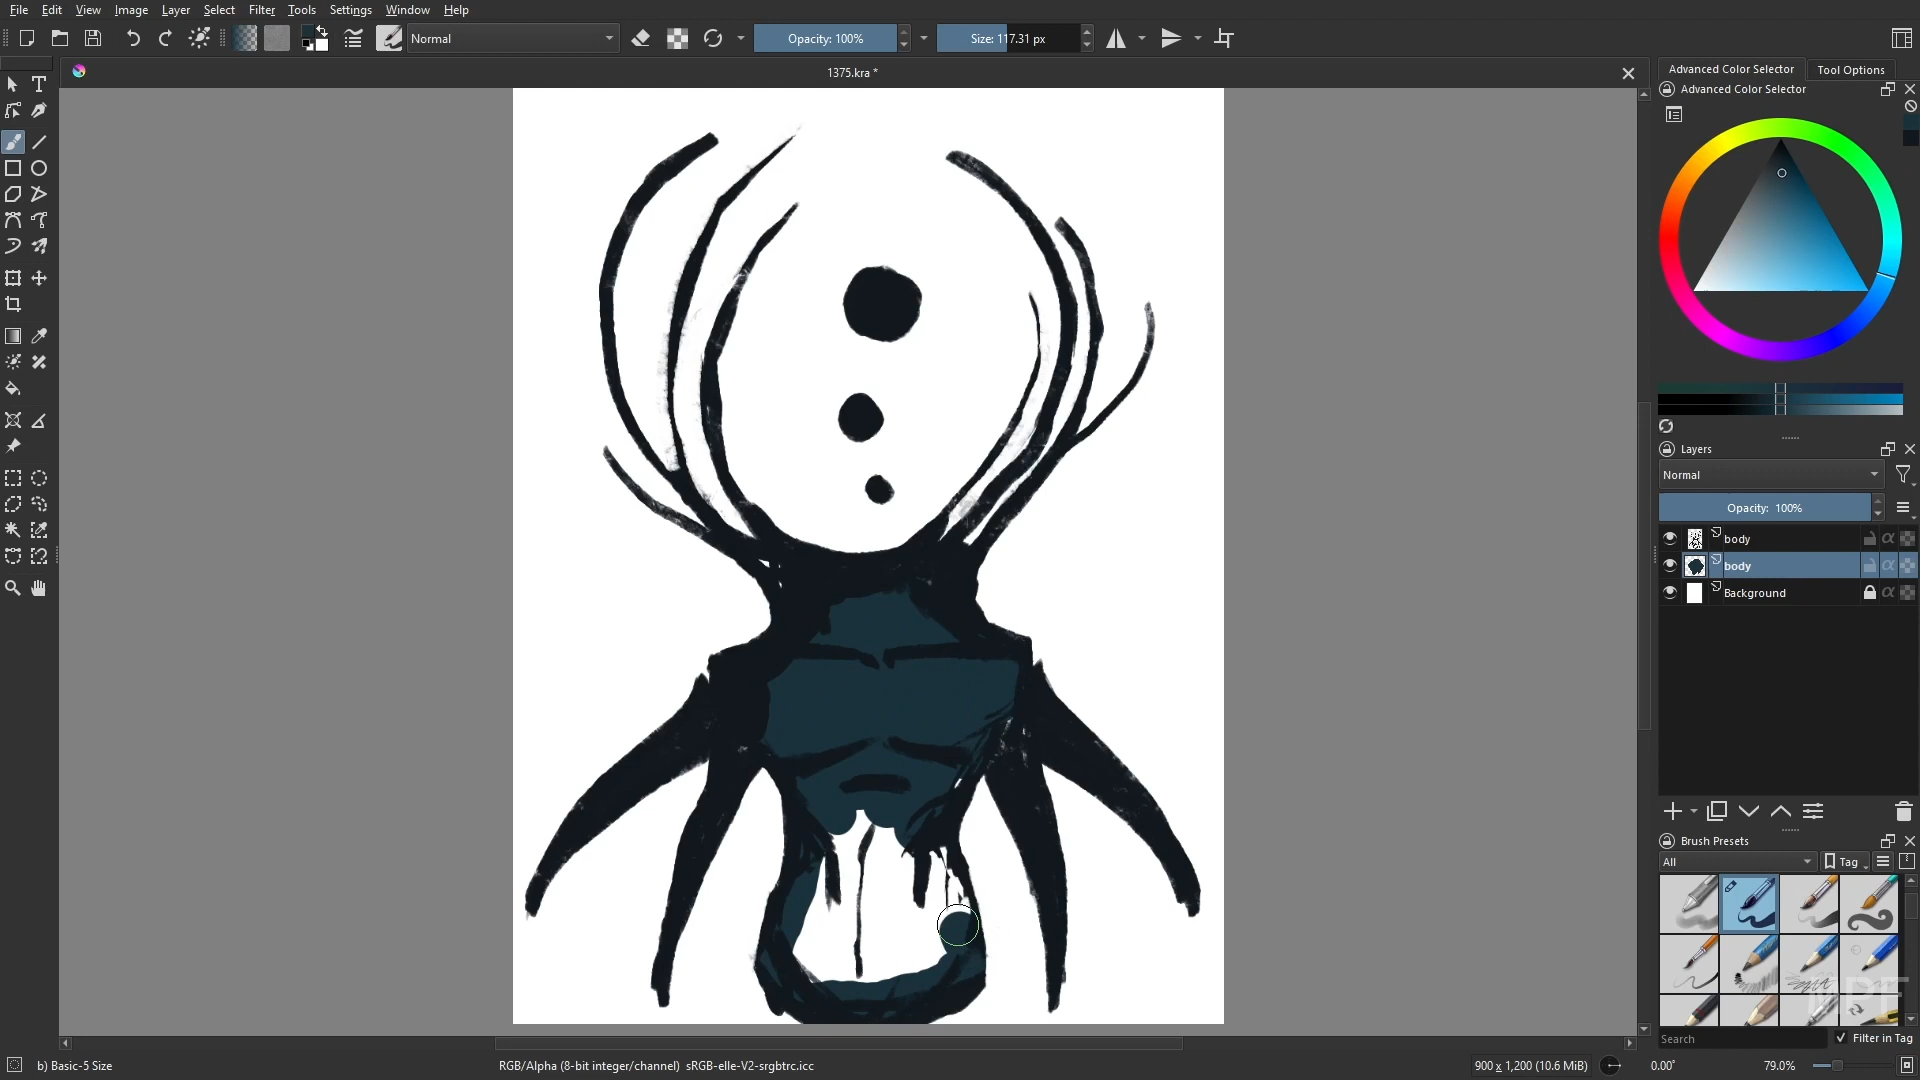 File Edit View Image Layer Select Filter Tools Settings Window Help
Normal
Opacity: 100%
Size: 117.31 px
1375.kra *
Advanced Color Selector
Tool Options
Advanced Color Selector
Layers
Normal
Opacity: 100%
body
body
Background
Brush Presets
All
Tag
MPF
Search
Filter in Tag
b) Basic-5 Size
RGB/Alpha (8-bit integer/channel) sRGB-elle-V2-srgbtrc.icc
900 x 1,200 (10.6 MiB)
0.00°
79.0%